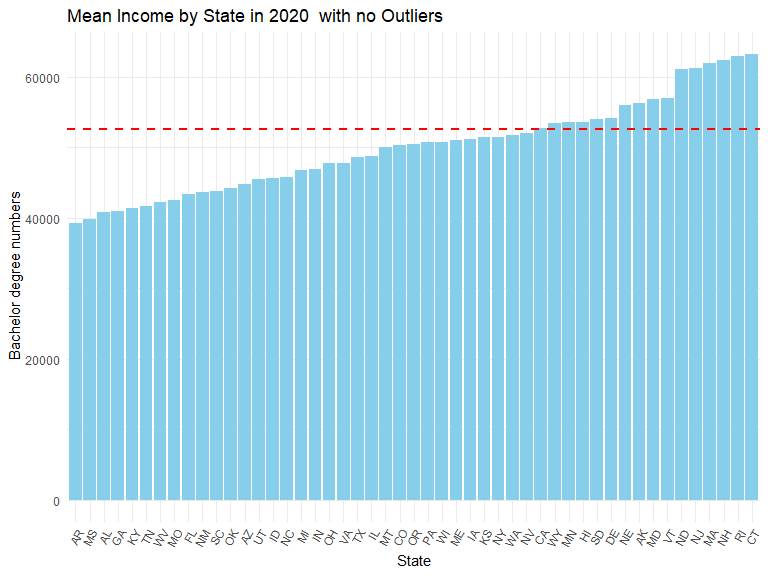 Mean Income by State in 2020  with no Outliers
Bachelor degree numbers
60000
40000
20000
0
AR MS AL GA KY TN WV MO FL NM SC OK AZ UT ID NC MI IN OH VA TX IL MT CO OR PA WI ME IA KS NY WA NV CA WY MN HI SD DE NE AK MD VT ND NJ MA NH RI CT
State